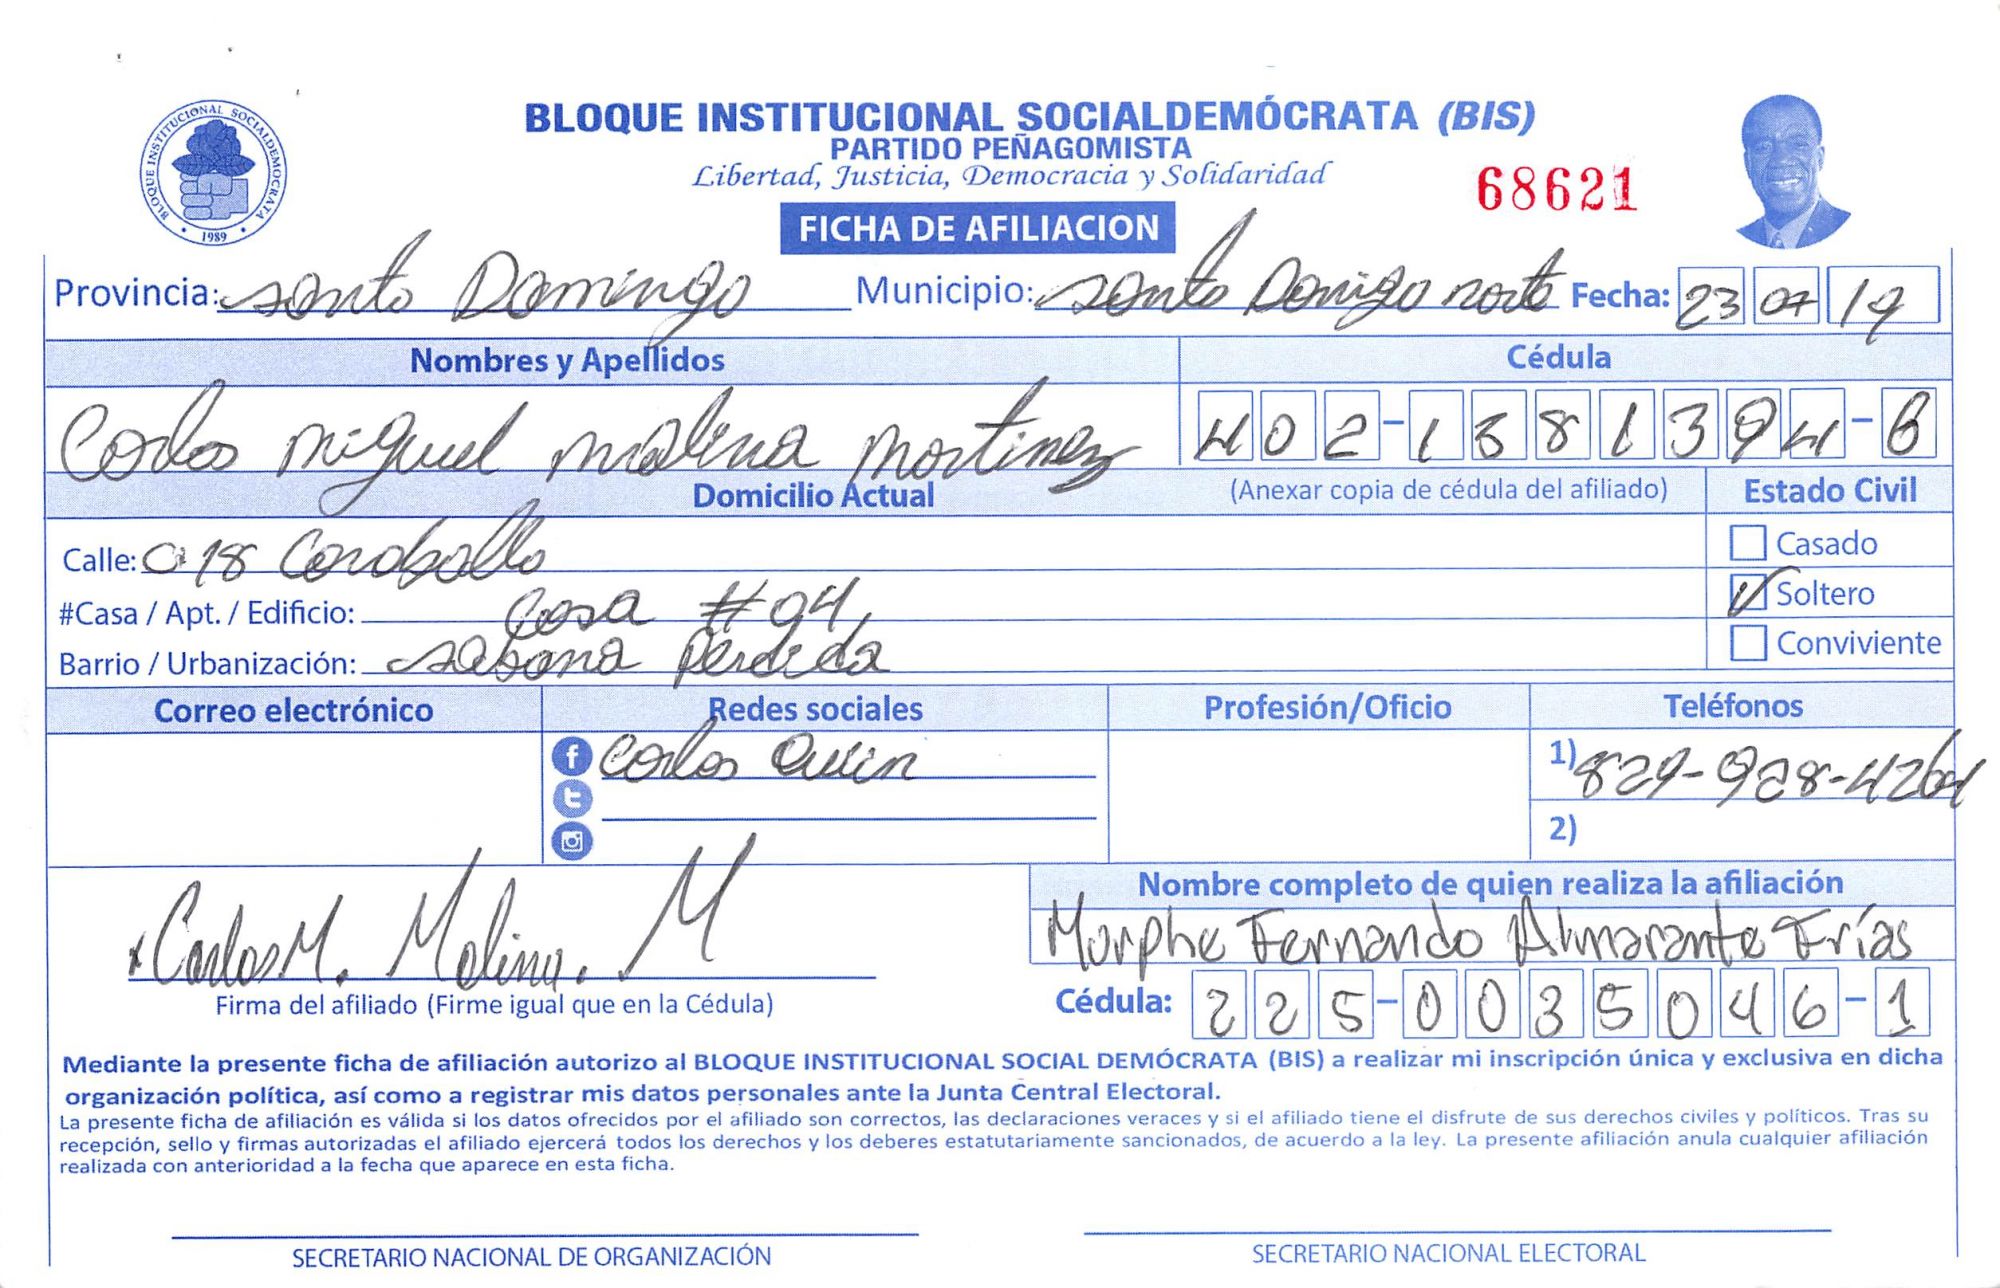 BLOQUE INSTITUCIONAL SOCIALDEMÓCRATA
1989
BLOQUE INSTITUCIONAL SOCIALDEMÓCRATA (BIS)
PARTIDO PEÑAGOMISTA
Libertad, Justicia, Democracia y Solidaridad
68621
FICHA DE AFILIACION
Provincia: Santo Domingo Municipio: Santo Domigo norte Fecha: 23 07 19
Nombres y Apellidos Cédula
Carlos Miguel Molina Martinez 402-1381394-6
Domicilio Actual (Anexar copia de cédula del afiliado) Estado Civil
Calle: C 18 Caraballo Casado
#Casa / Apt. / Edificio: Casa #94, Soltero
Barrio / Urbanización: Sabana Perdida Conviviente
Correo electrónico Redes sociales Profesión/Oficio Teléfonos
Carlos 1) 829-928-4264
2)
Nombre completo de quien realiza la afiliación
x Carlos M. Molina. M Murphe Fernando Almarante Frías
Firma del afiliado (Firme igual que en la Cédula) Cédula: 225-0035046-1
Mediante la presente ficha de afiliación autorizo al BLOQUE INSTITUCIONAL SOCIAL DEMÓCRATA (BIS) a realizar mi inscripción única y exclusiva en dicha
organización política, así como a registrar mis datos personales ante la Junta Central Electoral.
La presente ficha de afiliación es válida si los datos ofrecidos por el afiliado son correctos, las declaraciones veraces y si el afiliado tiene el disfrute de sus derechos civiles y políticos. Tras su
recepción, sello y firmas autorizadas el afiliado ejercerá todos los derechos y los deberes estatutariamente sancionados, de acuerdo a la ley. La presente afiliación anula cualquier afiliación
realizada con anterioridad a la fecha que aparece en esta ficha.
SECRETARIO NACIONAL DE ORGANIZACIÓN SECRETARIO NACIONAL ELECTORAL